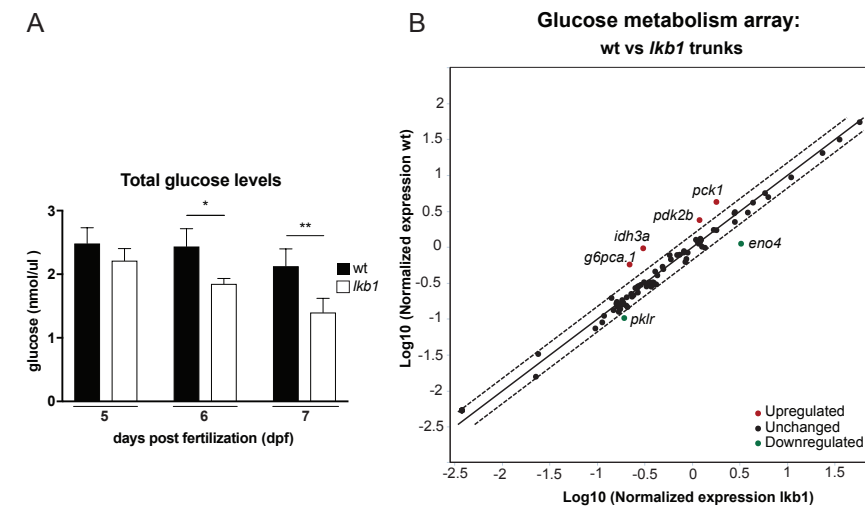 A
Total glucose levels
glucose (nmol/ul )
3
2
1
0
*
**
wt
lkb1
5 6 7
days post fertilization (dpf)
B
Glucose metabolism array:
wt vs lkb1 trunks
Log10 (Normalized expression wt)
2
1.5
1
0.5
0
-0.5
-1
-1.5
-2
-2.5
pck1
pdk2b
idh3a
g6pca.1
eno4
pklr
Upregulated
Unchanged
Downregulated
-2.5 -2 -1.5 -1 -0.5 0 0.5 1 1.5
Log10 (Normalized expression lkb1)